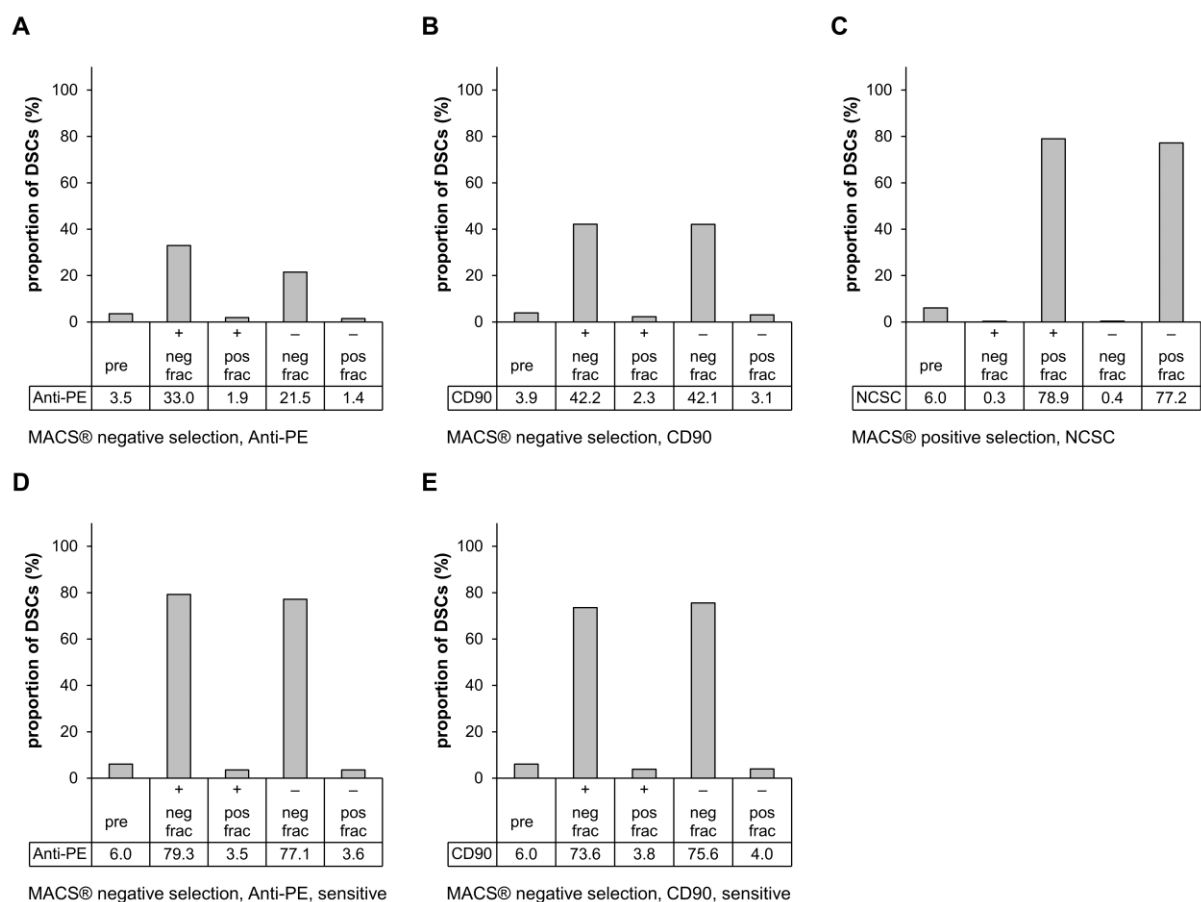 A
proportion of DSCs (%)
100
80
60
40
20
0
pre
+
neg
frac
+
pos
frac
–
neg
frac
–
pos
frac
Anti-PE 3.5 33.0 1.9 21.5 1.4
MACS® negative selection, Anti-PE
B
proportion of DSCs (%)
100
80
60
40
20
0
pre
+
neg
frac
+
pos
frac
–
neg
frac
–
pos
frac
CD90 3.9 42.2 2.3 42.1 3.1
MACS® negative selection, CD90
C
proportion of DSCs (%)
100
80
60
40
20
0
pre
+
neg
frac
+
pos
frac
–
neg
frac
–
pos
frac
NCSC 6.0 0.3 78.9 0.4 77.2
MACS® positive selection, NCSC
D
proportion of DSCs (%)
100
80
60
40
20
0
pre
+
neg
frac
+
pos
frac
–
neg
frac
–
pos
frac
Anti-PE 6.0 79.3 3.5 77.1 3.6
MACS® negative selection, Anti-PE, sensitive
E
proportion of DSCs (%)
100
80
60
40
20
0
pre
+
neg
frac
+
pos
frac
–
neg
frac
–
pos
frac
CD90 6.0 73.6 3.8 75.6 4.0
MACS® negative selection, CD90, sensitive